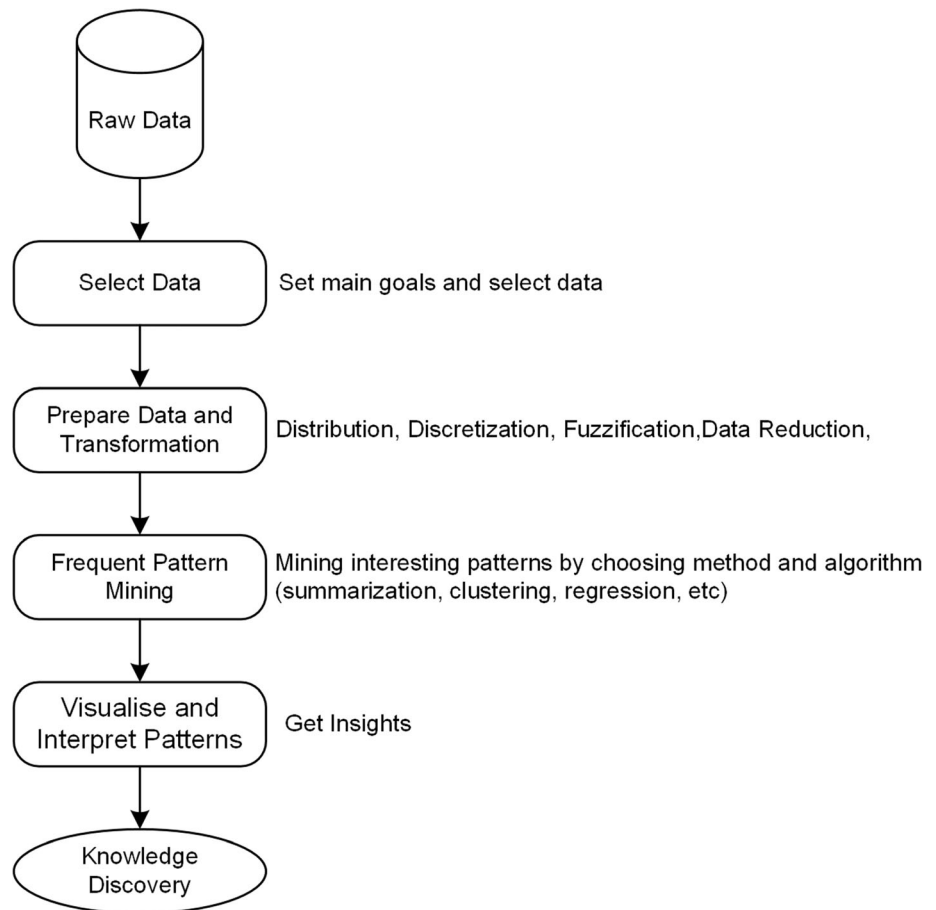 Raw Data
Select Data
Set main goals and select data
Prepare Data and
Transformation
Distribution, Discretization, Fuzzification,Data Reduction,
Frequent Pattern
Mining
Mining interesting patterns by choosing method and algorithm
(summarization, clustering, regression, etc)
Visualise and
Interpret Patterns
Get Insights
Knowledge
Discovery